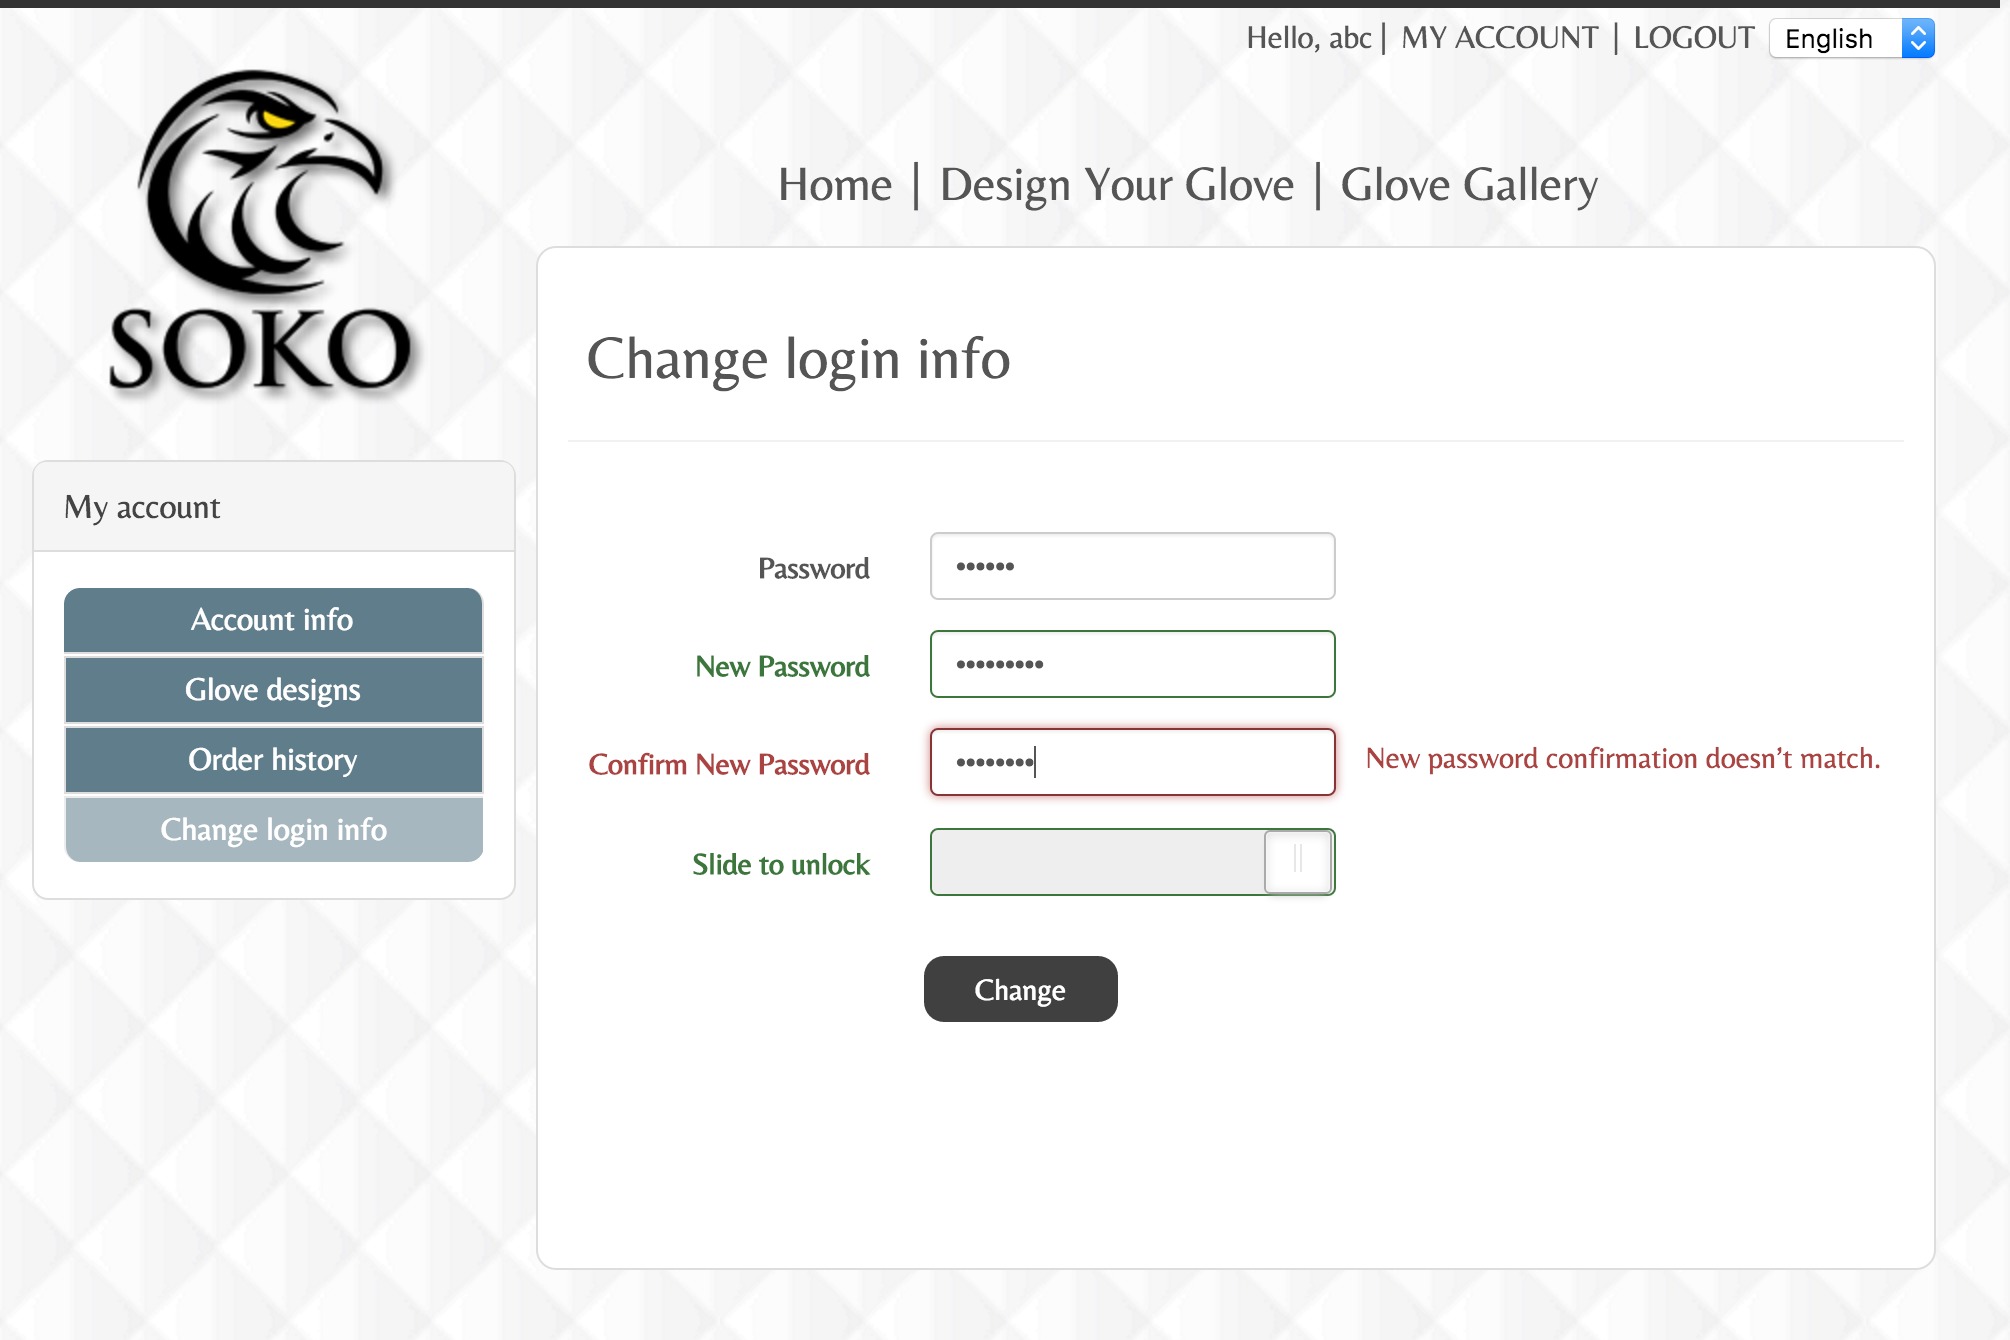 Hello, abc | MY ACCOUNT | LOGOUT English
SOKO
Home | Design Your Glove | Glove Gallery
My account
Account info
Glove designs
Order history
Change login info
Change login info
Password ••••••
New Password •••••••••
Confirm New Password •••••••• New password confirmation doesn't match.
Slide to unlock
Change